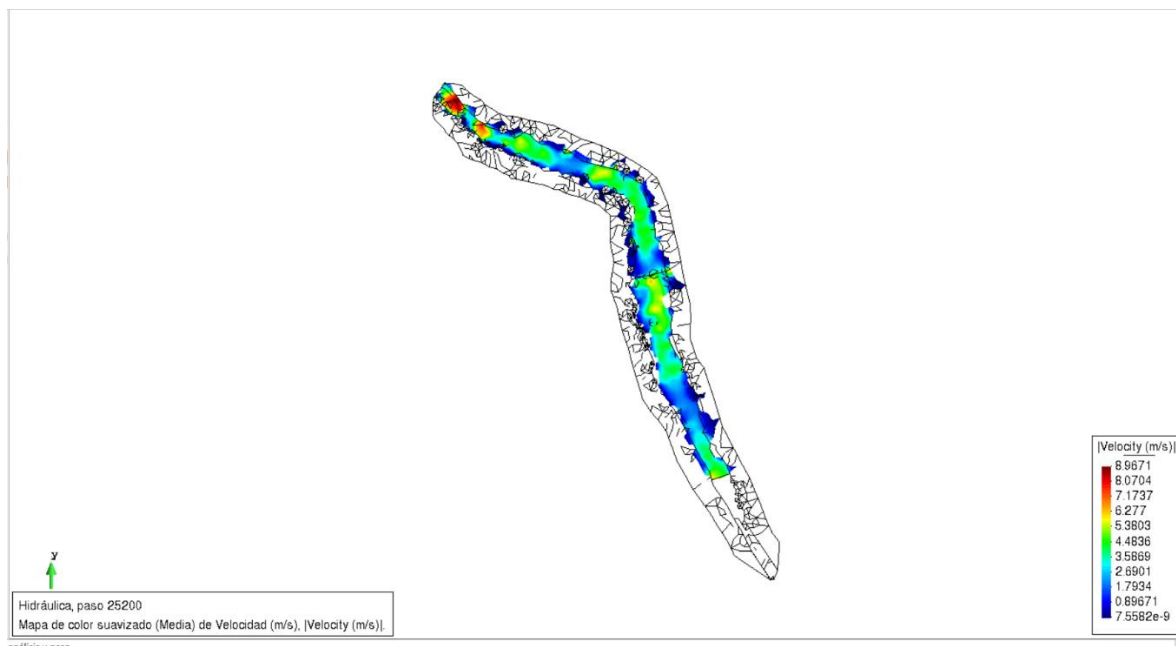 |Velocity (m/s)|
8.9671
8.0704
7.1737
6.277
5.3803
4.4836
3.5869
2.6901
1.7934
0.89671
7.5582e-9
y
Hidráulica, paso 25200
Mapa de color suavizado (Media) de Velocidad (m/s), |Velocity (m/s)|.